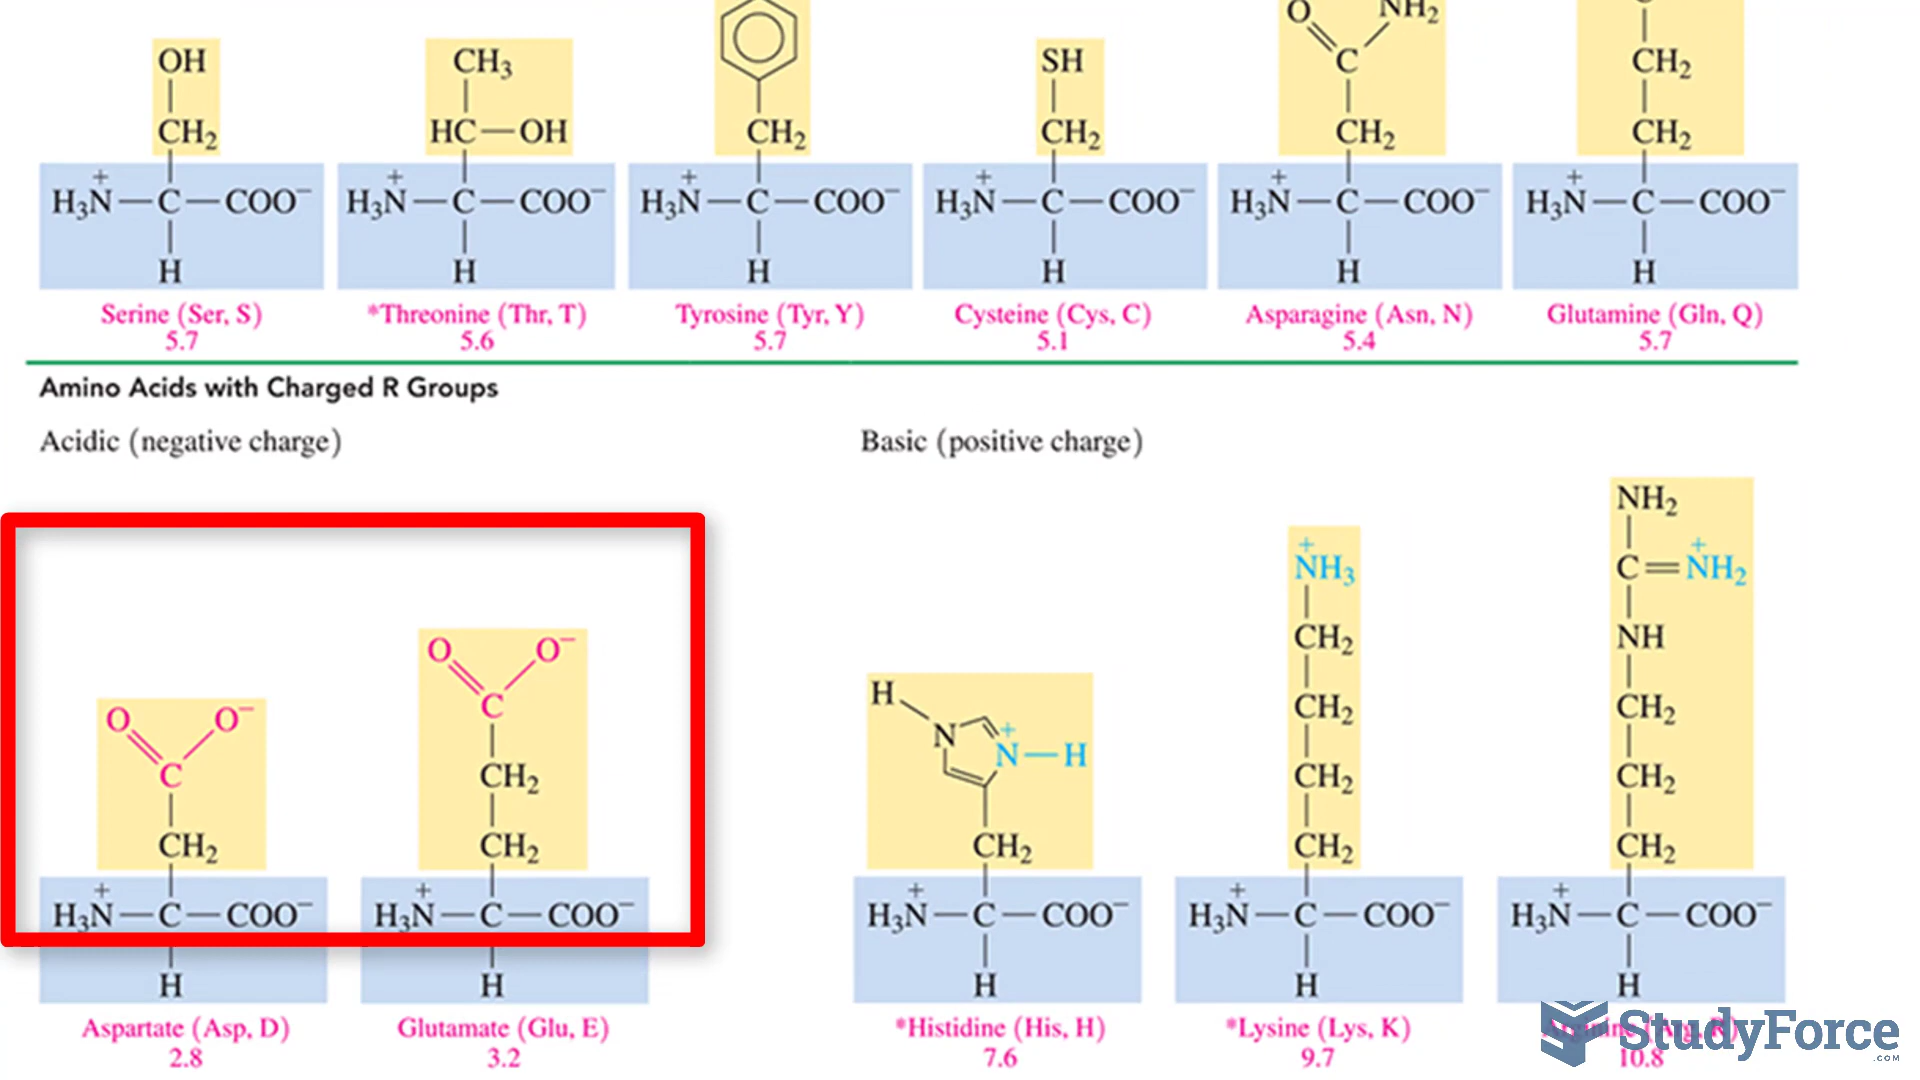 O NH2
OH CH3 SH C CH2
CH2 HC—OH CH2 CH2 CH2 CH2
H3N+—C—COO− H3N+—C—COO− H3N+—C—COO− H3N+—C—COO− H3N+—C—COO− H3N+—C—COO−
H H H H H H
Serine (Ser, S) *Threonine (Thr, T) Tyrosine (Tyr, Y) Cysteine (Cys, C) Asparagine (Asn, N) Glutamine (Gln, Q)
5.7 5.6 5.7 5.1 5.4 5.7
Amino Acids with Charged R Groups
Acidic (negative charge) Basic (positive charge)
NH2
NH3+ C=NH2+
O O− CH2 NH
O O− C H N N+—H CH2 CH2
C CH2 CH2 CH2
CH2 CH2 CH2 CH2 CH2
H3N+—C—COO− H3N+—C—COO− H3N+—C—COO− H3N+—C—COO− H3N+—C—COO−
H H H H H
Aspartate (Asp, D) Glutamate (Glu, E) *Histidine (His, H) *Lysine (Lys, K) Arginine (Arg, R)
2.8 3.2 7.6 9.7 10.8
StudyForce
.COM